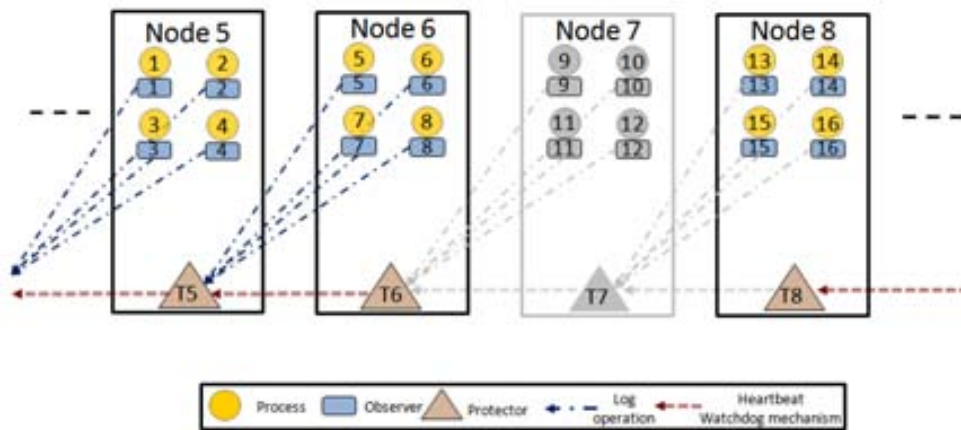 Node 5
Node 6
Node 7
Node 8
1 2
5 6
9 10
13 14
1 2
5 6
9 10
13 14
3 4
7 8
11 12
15 16
3 4
7 8
11 12
15 16
T5
T6
T7
T8
Process
Observer
Protector
Log
operation
Heartbeat
Watchdog mechanism